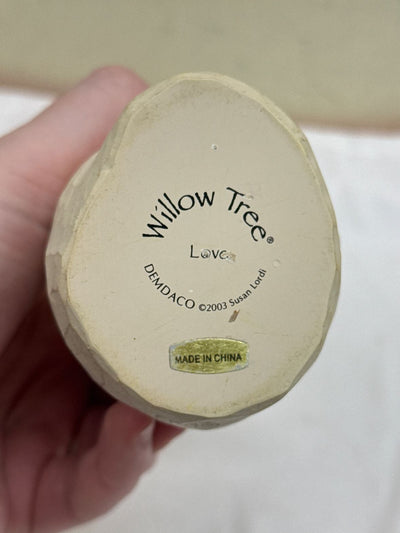 Willow Tree®
Love
DEMDACO ©2003 Susan Lordi
MADE IN CHINA